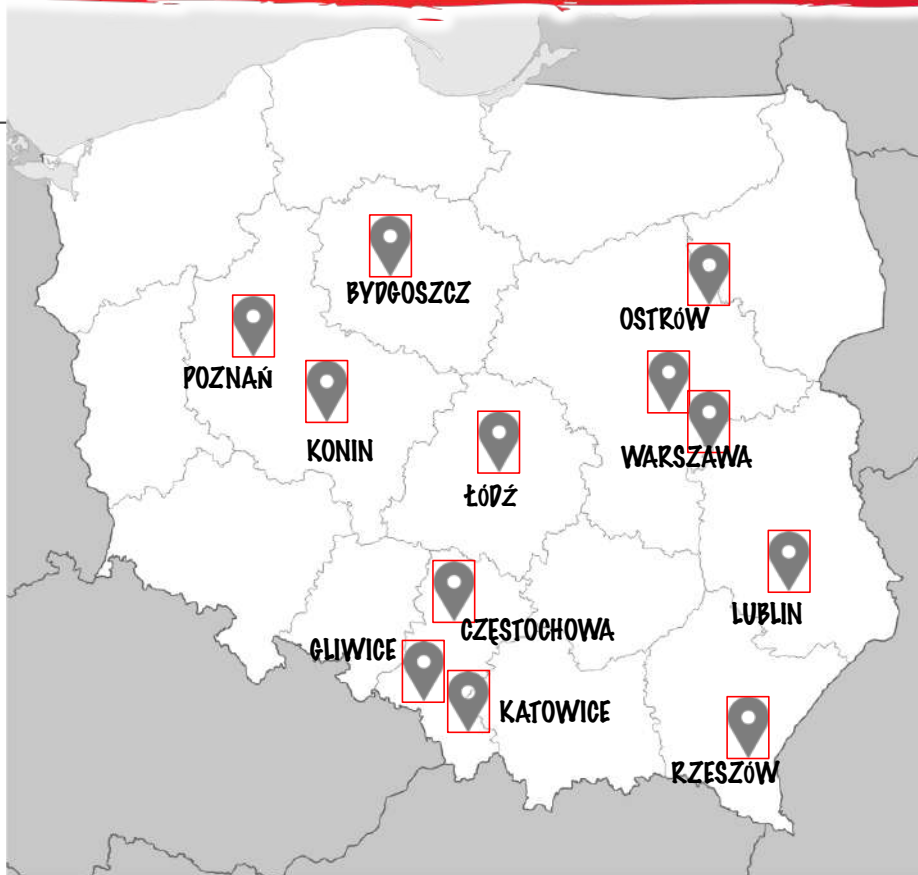 BYDGOSZCZ
OSTRÓW
POZNAŃ
KONIN
WARSZAWA
ŁÓDŹ
LUBLIN
CZĘSTOCHOWA
GLIWICE
KATOWICE
RZESZÓW